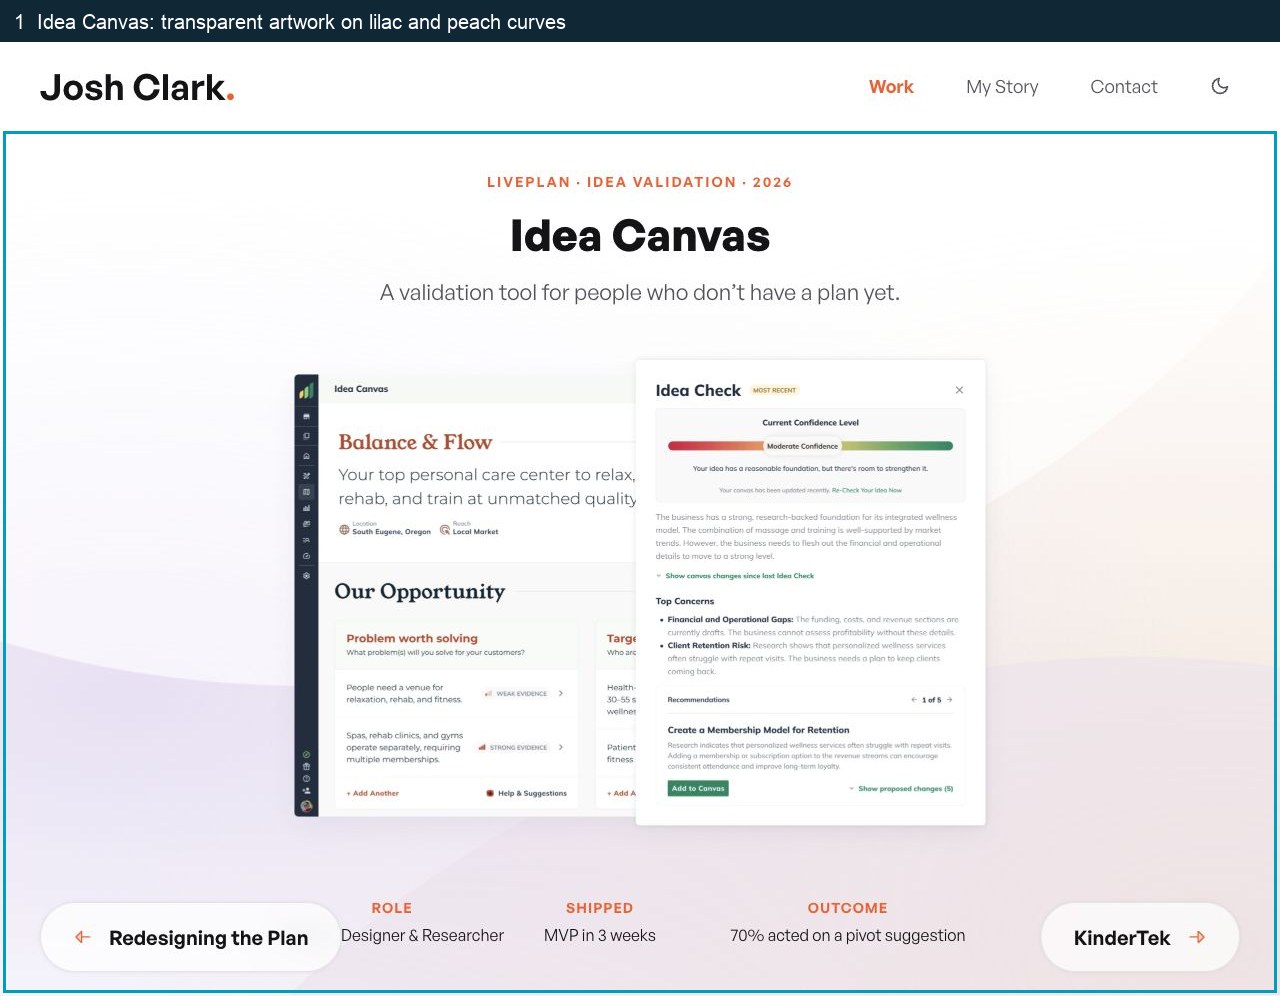 1 Idea Canvas: transparent artwork on lilac and peach curves
Josh Clark.
Work
My Story
Contact
LIVEPLAN · IDEA VALIDATION · 2026
Idea Canvas
A validation tool for people who don’t have a plan yet.
Idea Canvas
Balance & Flow
Your top personal care center to relax,
rehab, and train at unmatched quality
Location
South Eugene, Oregon
Reach
Local Market
Our Opportunity
Problem worth solving
What problem(s) will you solve for your customers?
People need a venue for
relaxation, rehab, and fitness.
WEAK EVIDENCE
Spas, rehab clinics, and gyms
operate separately, requiring
multiple memberships.
STRONG EVIDENCE
+ Add Another
Help & Suggestions
Targe
Who are
Health-
30-55 s
wellnes
Patient
fitness
+ Add A
Idea Check
MOST RECENT
Current Confidence Level
Moderate Confidence
Your idea has a reasonable foundation, but there's room to strengthen it.
Your canvas has been updated recently. Re-Check Your Idea Now
The business has a strong, research-backed foundation for its integrated wellness
model. The combination of massage and training is well-supported by market
trends. However, the business needs to flesh out the financial and operational
details to move to a strong level.
Show canvas changes since last Idea Check
Top Concerns
• Financial and Operational Gaps: The funding, costs, and revenue sections are
currently drafts. The business cannot assess profitability without these details.
• Client Retention Risk: Research shows that personalized wellness services
often struggle with repeat visits. The business needs a plan to keep clients
coming back.
Recommendations
← 1 of 5 →
Create a Membership Model for Retention
Research indicates that personalized wellness services often struggle with repeat visits.
Adding a membership or subscription option to the revenue streams can encourage
consistent attendance and improve long-term loyalty.
Add to Canvas
Show proposed changes (5)
Redesigning the Plan
ROLE
Designer & Researcher
SHIPPED
MVP in 3 weeks
OUTCOME
70% acted on a pivot suggestion
KinderTek